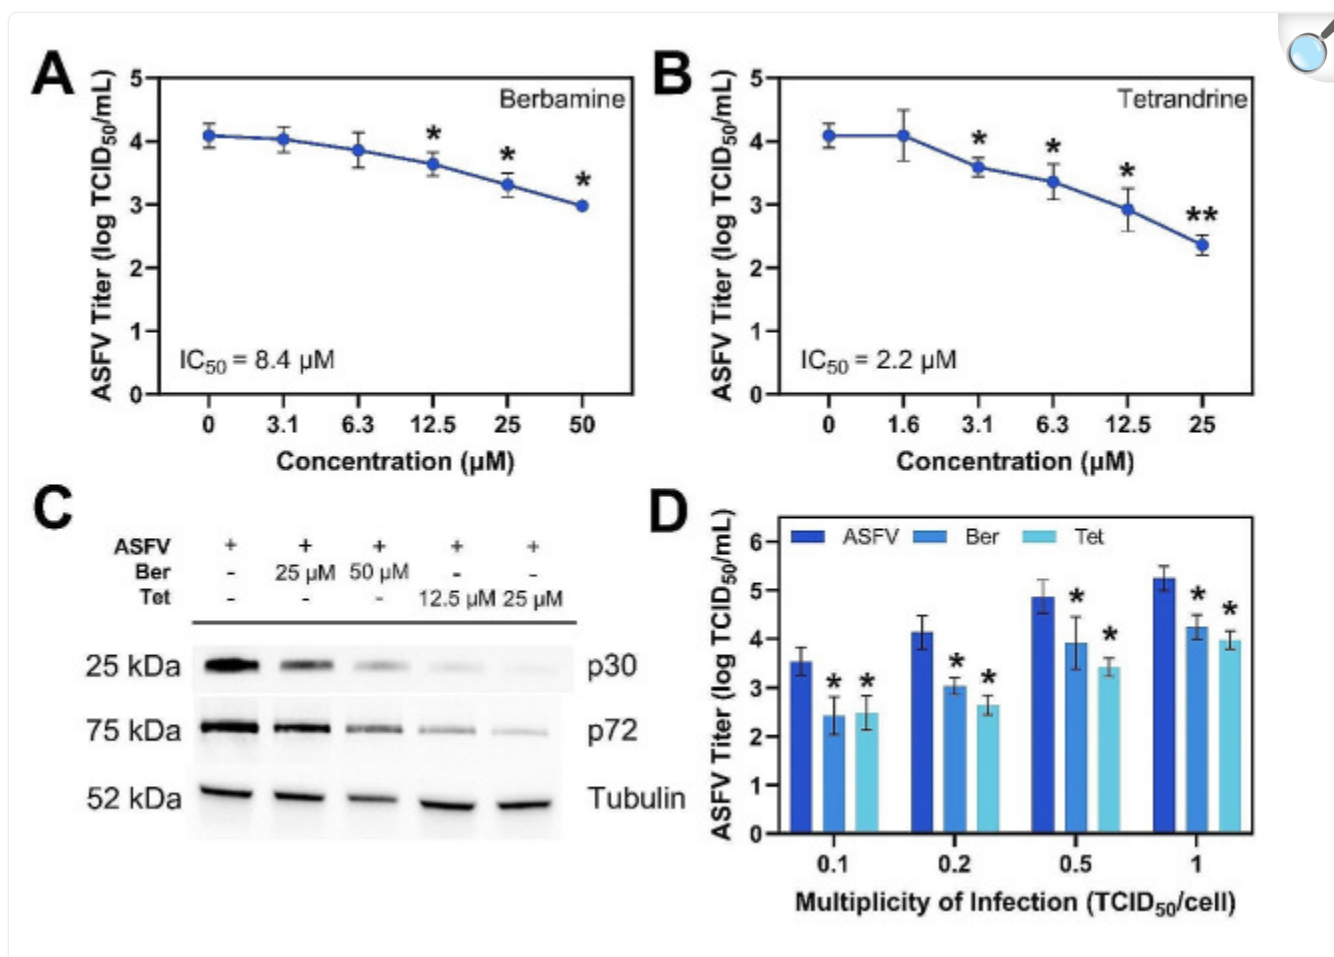 A
Berbamine
ASFV Titer (log TCID₅₀/mL)
5
4
3
2
1
0
* * *
IC₅₀ = 8.4 µM
0 3.1 6.3 12.5 25 50
Concentration (µM)
B
Tetrandrine
ASFV Titer (log TCID₅₀/mL)
5
4
3
2
1
0
* * * **
IC₅₀ = 2.2 µM
0 1.6 3.1 6.3 12.5 25
Concentration (µM)
C
ASFV + + + + +
Ber - 25 µM 50 µM - -
Tet - - - 12.5 µM 25 µM
25 kDa p30
75 kDa p72
52 kDa Tubulin
D
ASFV Ber Tet
ASFV Titer (log TCID₅₀/mL)
6
5
4
3
2
1
0
* * * * * * * *
0.1 0.2 0.5 1
Multiplicity of Infection (TCID₅₀/cell)